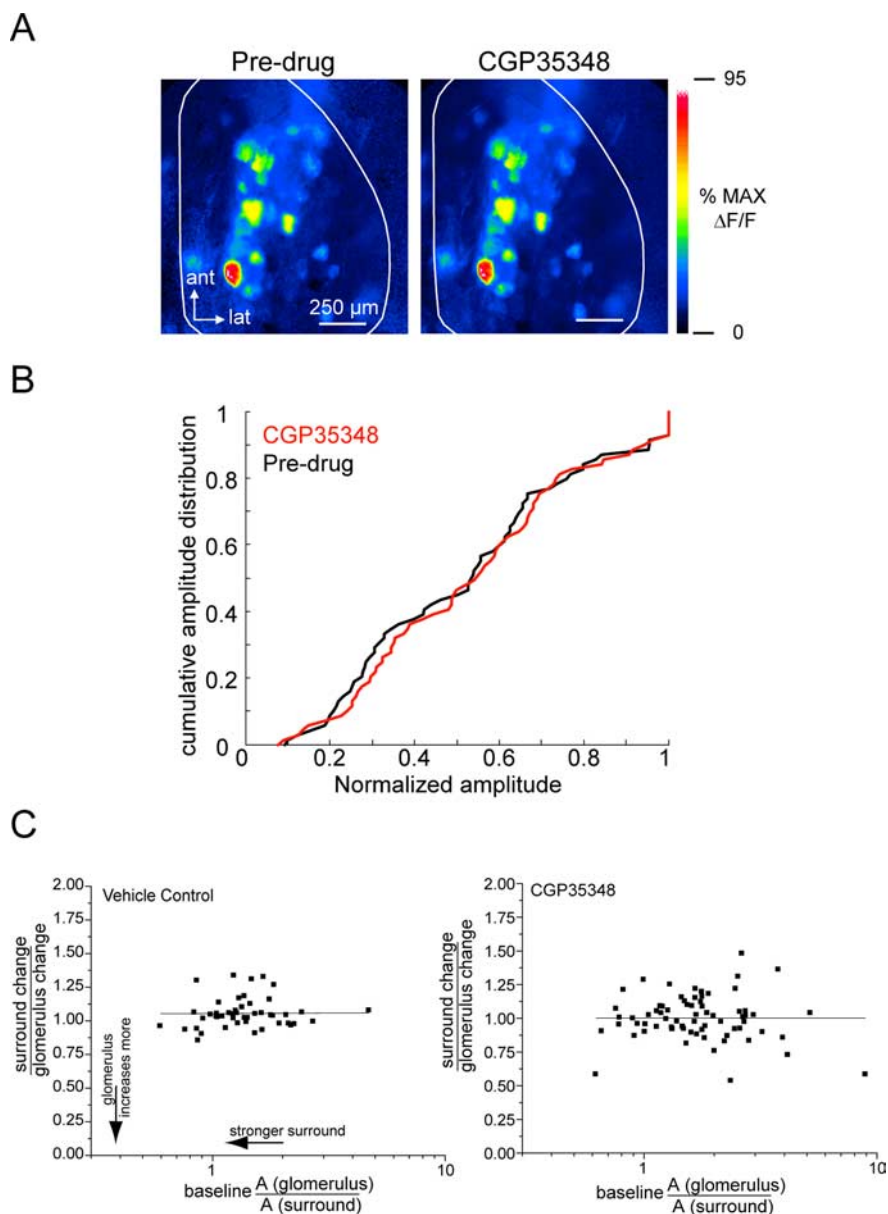 A
Pre-drug
CGP35348
95
% MAX
ΔF/F
0
ant
lat
250 µm
B
1
0.8
0.6
0.4
0.2
0
CGP35348
Pre-drug
cumulative amplitude distribution
0
0.2
0.4
0.6
0.8
1
Normalized amplitude
C
2.00
1.75
1.50
1.25
1.00
0.75
0.50
0.25
0.00
Vehicle Control
surround change
glomerulus change
glomerulus
increases more
stronger surround
1
10
baseline A (glomerulus)
A (surround)
2.00
1.75
1.50
1.25
1.00
0.75
0.50
0.25
0.00
CGP35348
surround change
glomerulus change
1
10
baseline A (glomerulus)
A (surround)